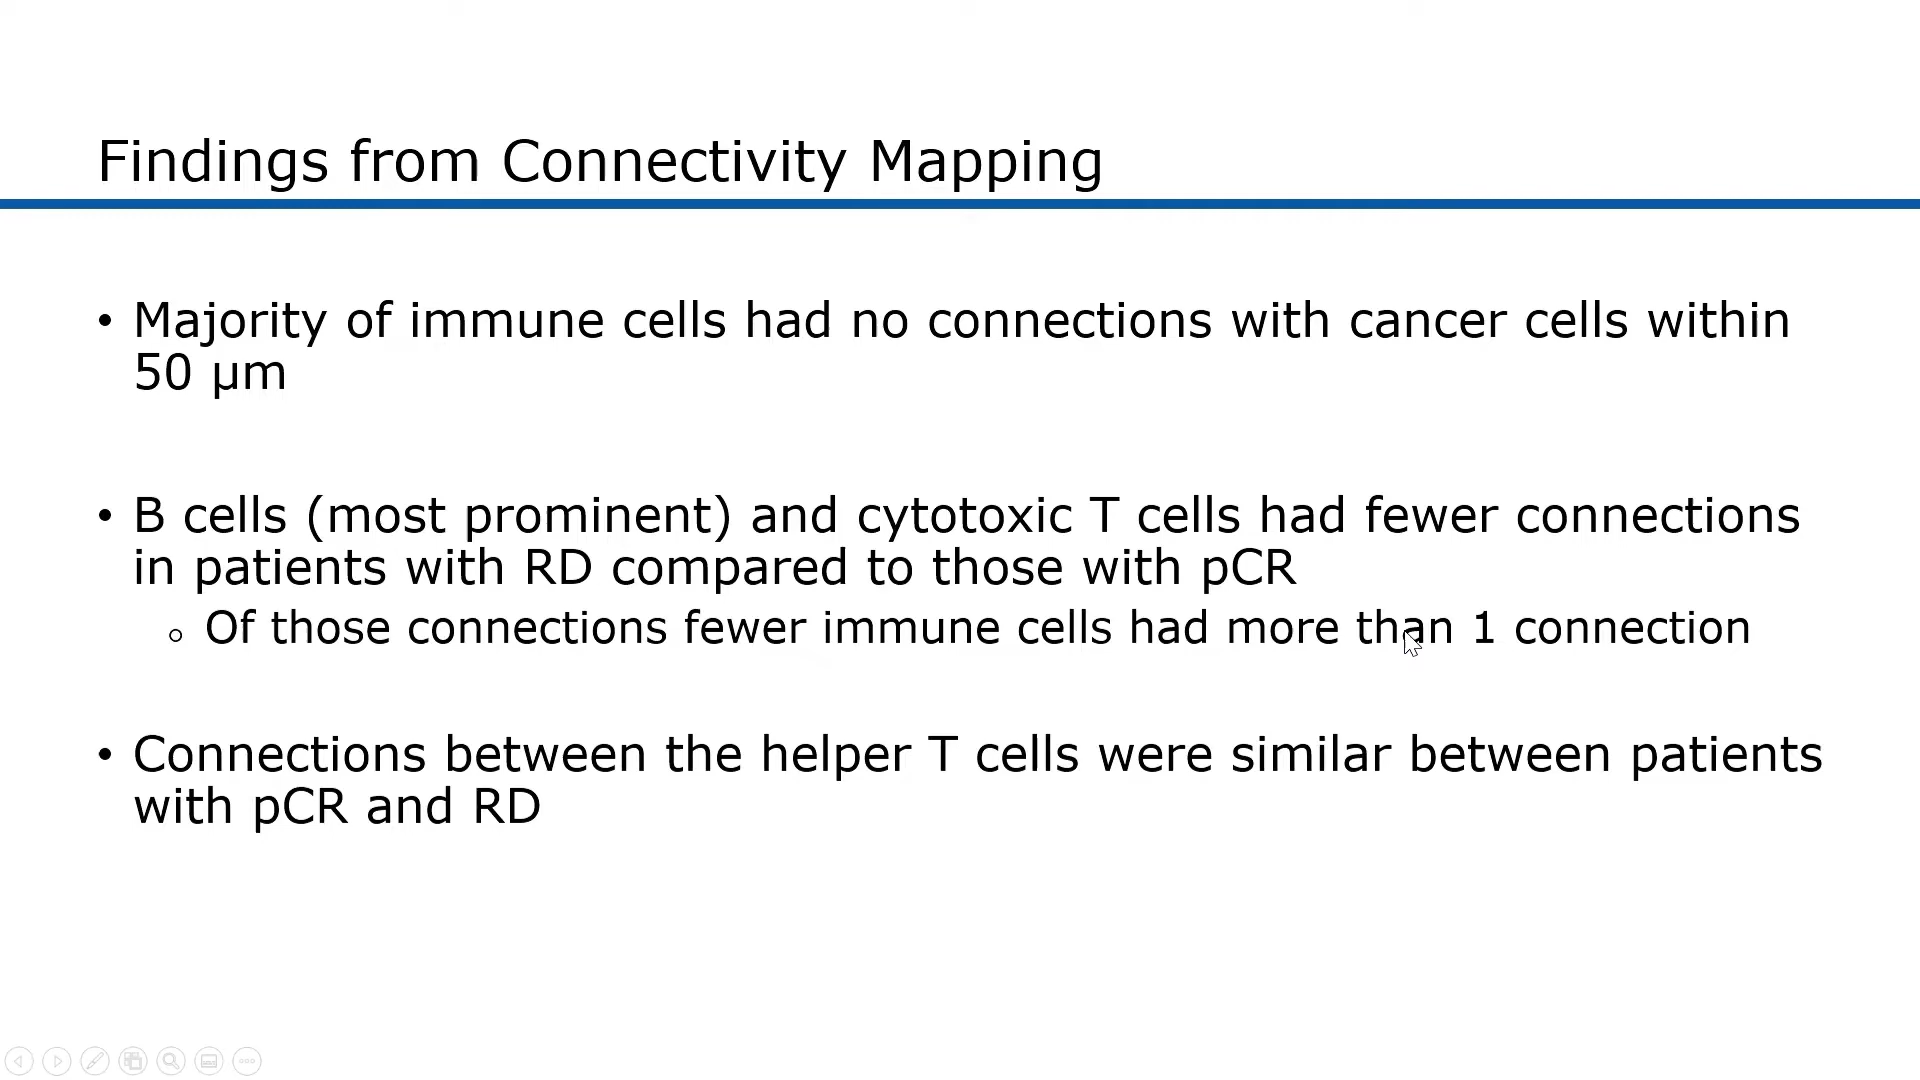 Findings from Connectivity Mapping
• Majority of immune cells had no connections with cancer cells within
50 µm
• B cells (most prominent) and cytotoxic T cells had fewer connections
in patients with RD compared to those with pCR
○ Of those connections fewer immune cells had more than 1 connection
• Connections between the helper T cells were similar between patients
with pCR and RD